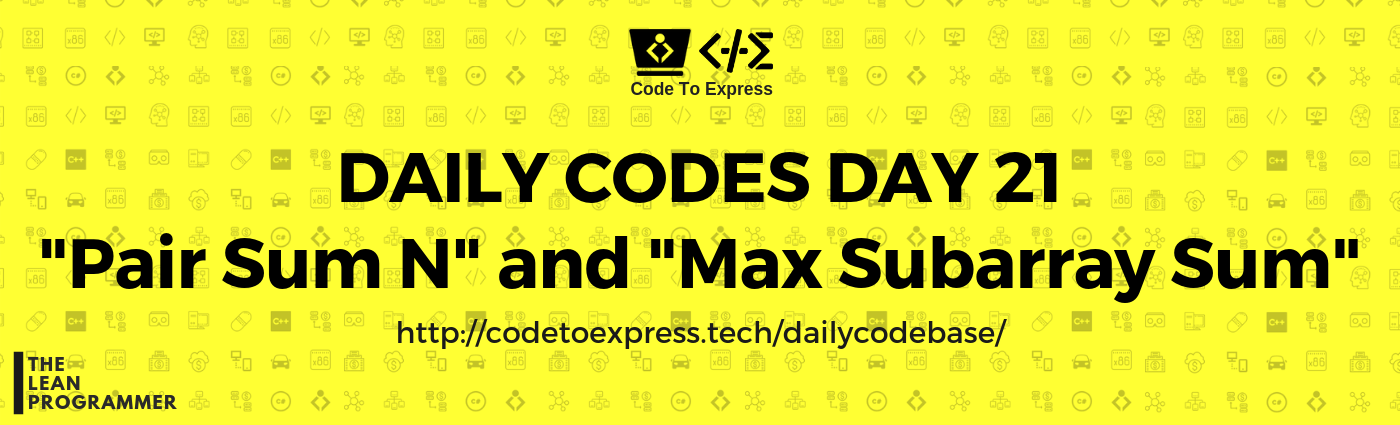 Code To Express
DAILY CODES DAY 21
"Pair Sum N" and "Max Subarray Sum"
http://codetoexpress.tech/dailycodebase/
THE
LEAN
PROGRAMMER